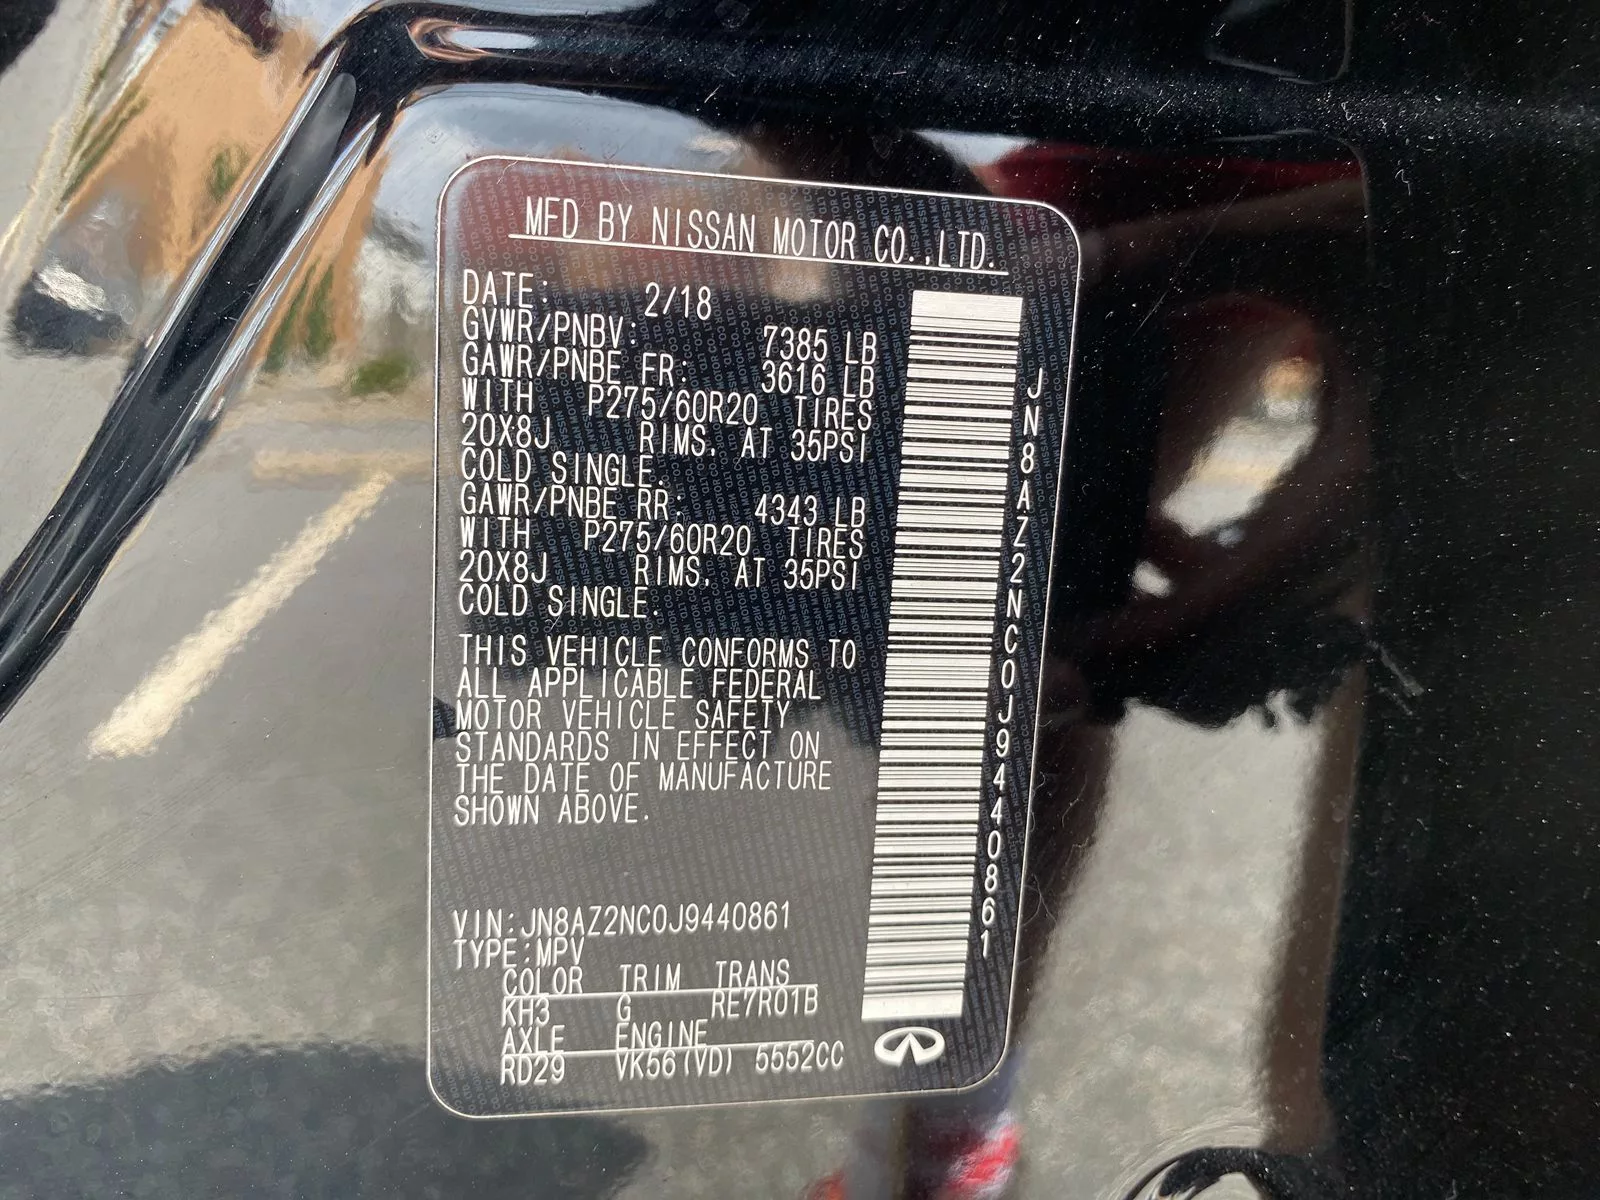 MFD BY NISSAN MOTOR CO.,LTD.
DATE: 2/18
GVWR/PNBV: 7385 LB
GAWR/PNBE FR: 3616 LB
WITH P275/60R20 TIRES
20X8J RIMS. AT 35PSI
COLD SINGLE.
GAWR/PNBE RR: 4343 LB
WITH P275/60R20 TIRES
20X8J RIMS. AT 35PSI
COLD SINGLE.
THIS VEHICLE CONFORMS TO
ALL APPLICABLE FEDERAL
MOTOR VEHICLE SAFETY
STANDARDS IN EFFECT ON
THE DATE OF MANUFACTURE
SHOWN ABOVE.
VIN:JN8AZ2NC0J9440861
TYPE:MPV
COLOR TRIM TRANS
KH3 G RE7R01B
AXLE ENGINE
RD29 VK56(VD) 5552CC
JN8AZ2NC0J9440861